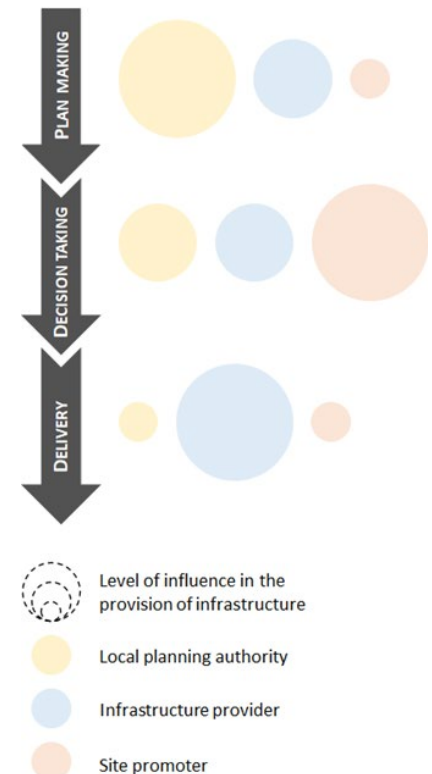 PLAN MAKING
DECISION TAKING
DELIVERY
Level of influence in the
provision of infrastructure
Local planning authority
Infrastructure provider
Site promoter